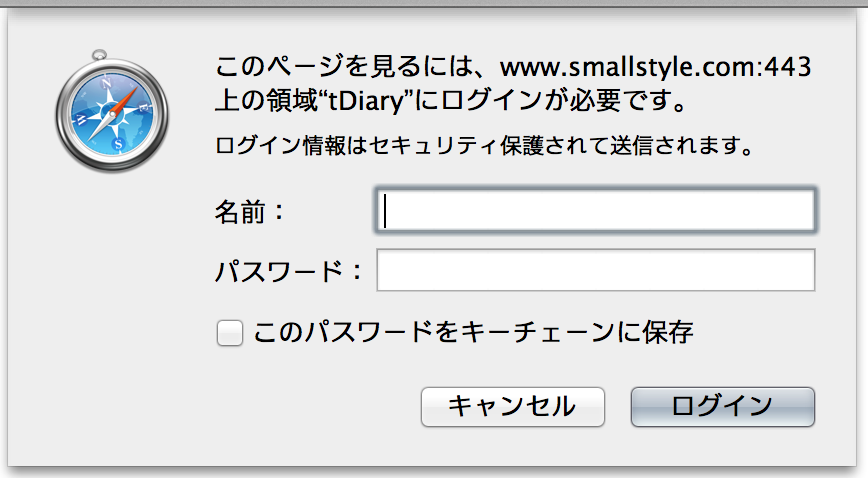 このページを見るには、www.smallstyle.com:443
上の領域“tDiary”にログインが必要です。
ログイン情報はセキュリティ保護されて送信されます。
名前：
パスワード：
このパスワードをキーチェーンに保存
キャンセル ログイン